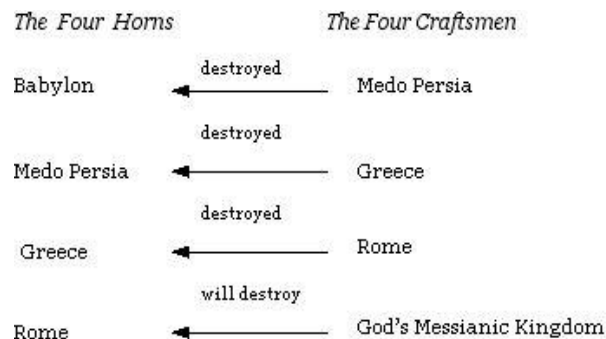 The Four Horns The Four Craftsmen
destroyed
Babylon Medo Persia
destroyed
Medo Persia Greece
destroyed
Greece Rome
will destroy
Rome God's Messianic Kingdom